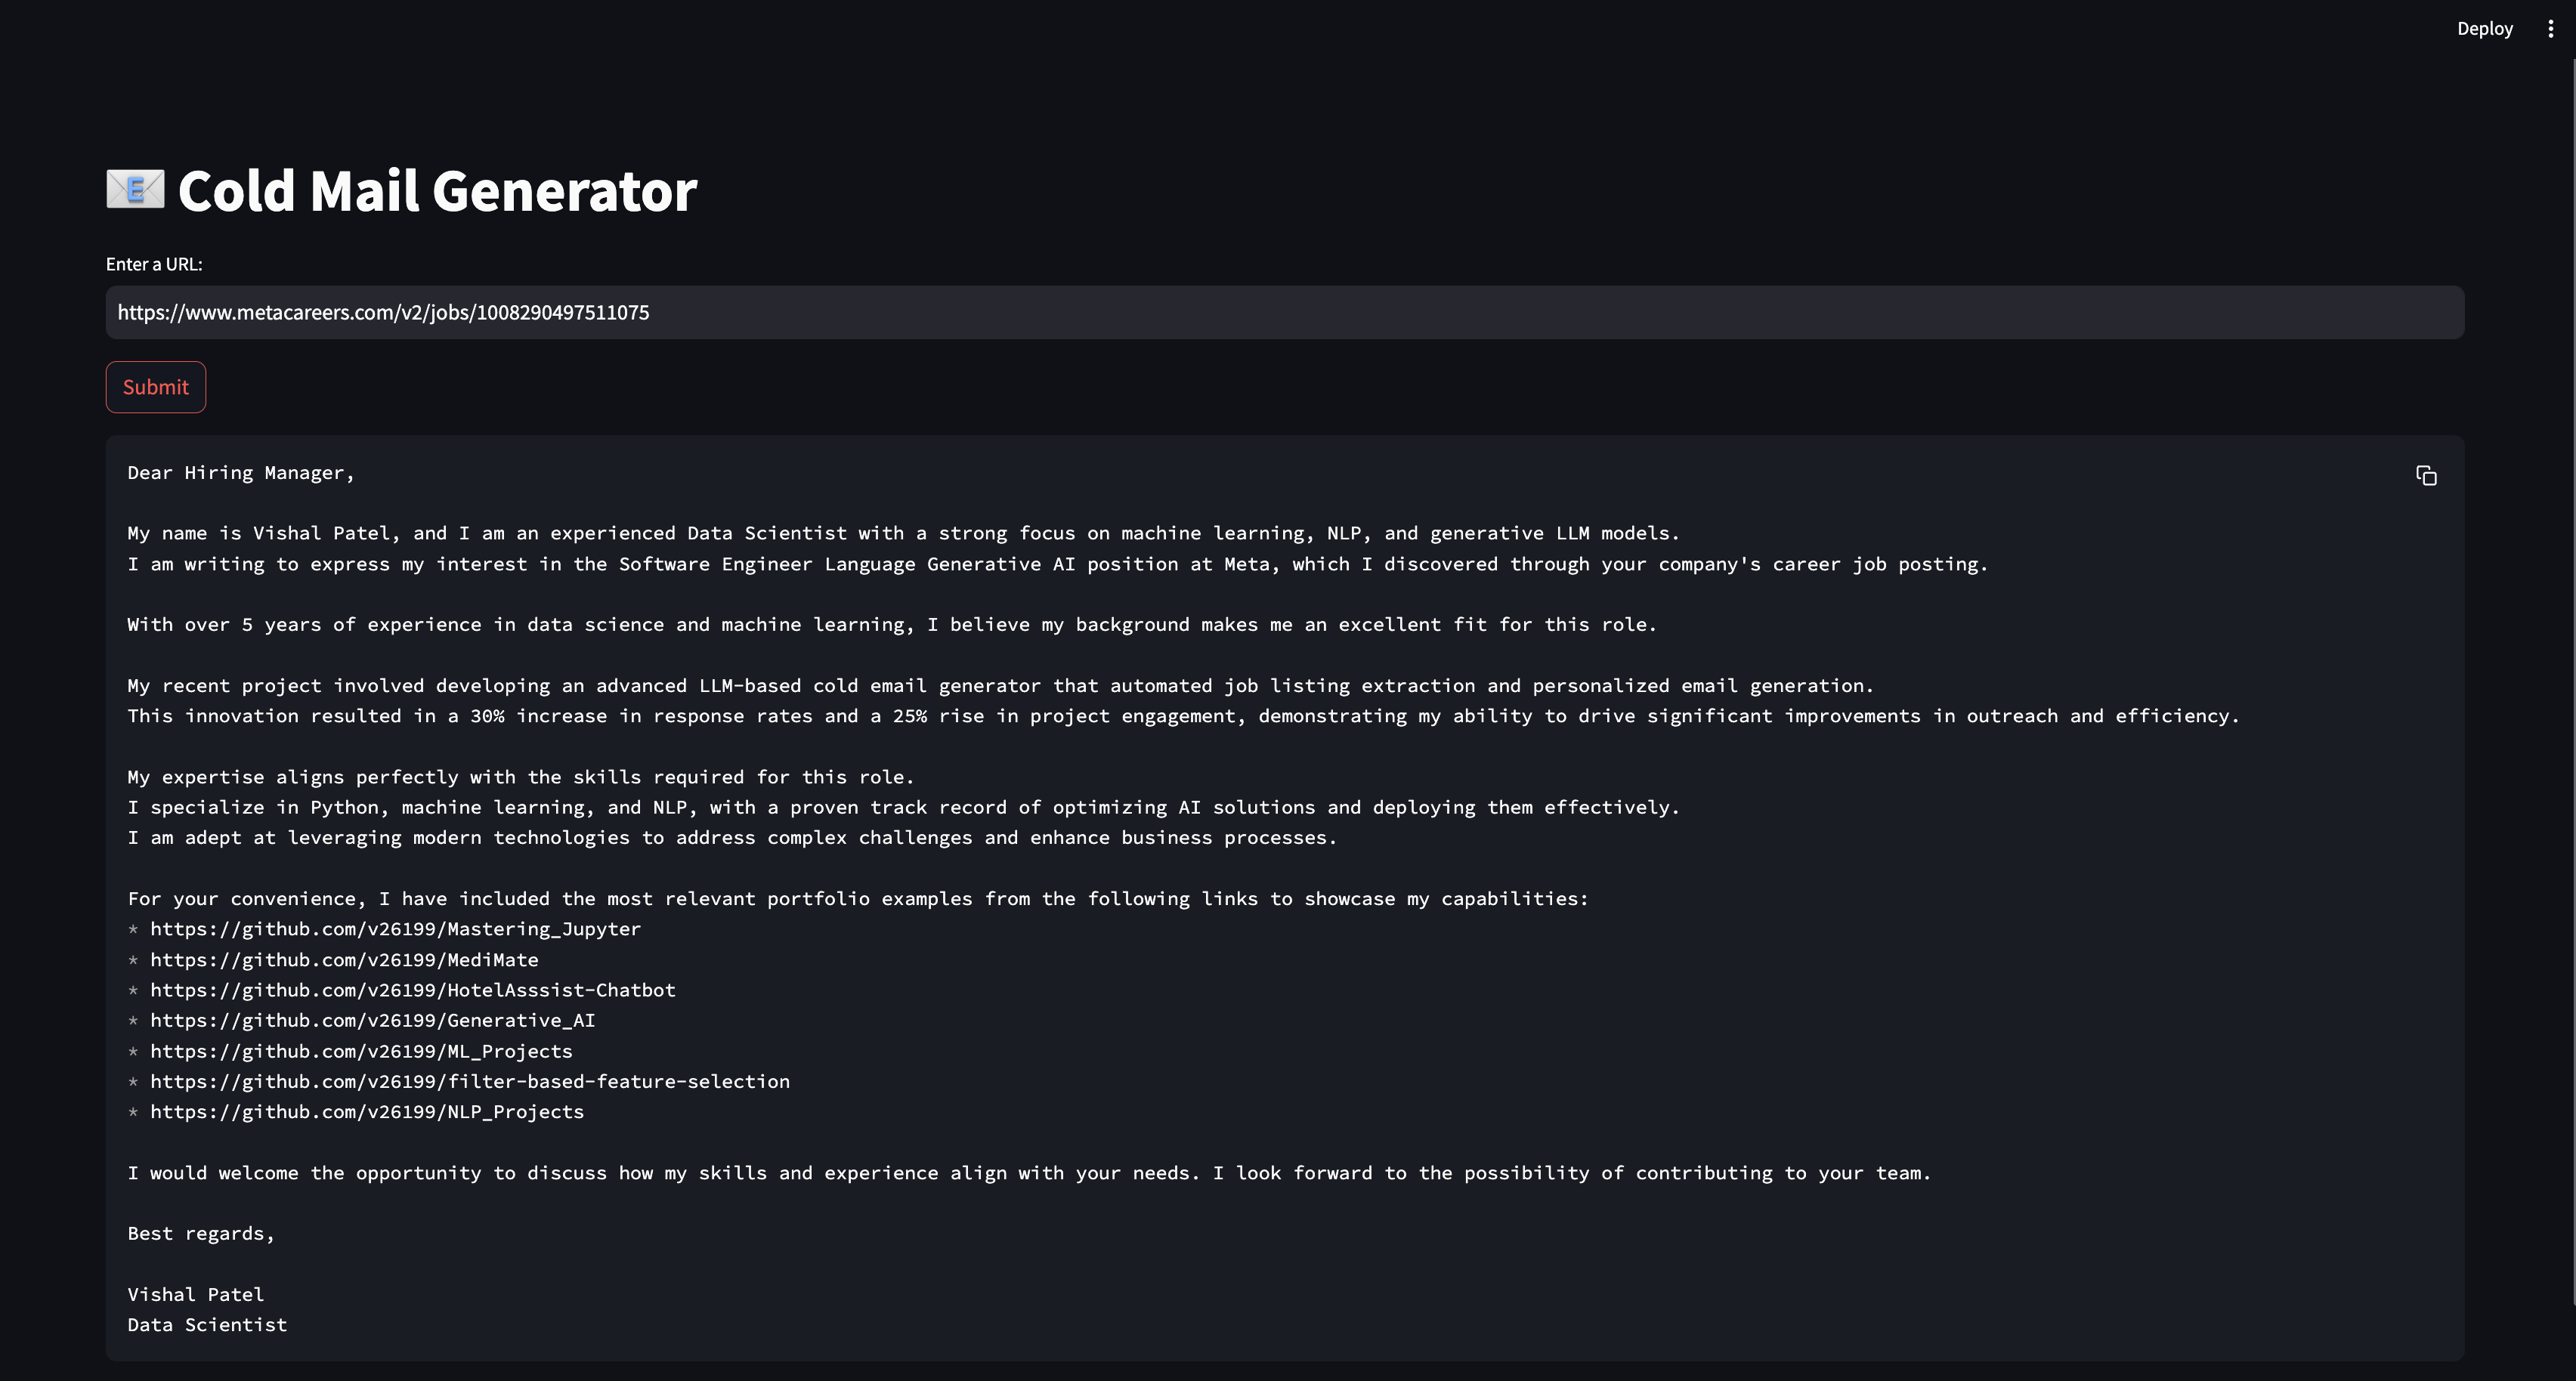 Deploy
Cold Mail Generator
Enter a URL:
https://www.metacareers.com/v2/jobs/1008290497511075
Submit
Dear Hiring Manager,
My name is Vishal Patel, and I am an experienced Data Scientist with a strong focus on machine learning, NLP, and generative LLM models.
I am writing to express my interest in the Software Engineer Language Generative AI position at Meta, which I discovered through your company's career job posting.
With over 5 years of experience in data science and machine learning, I believe my background makes me an excellent fit for this role.
My recent project involved developing an advanced LLM-based cold email generator that automated job listing extraction and personalized email generation.
This innovation resulted in a 30% increase in response rates and a 25% rise in project engagement, demonstrating my ability to drive significant improvements in outreach and efficiency.
My expertise aligns perfectly with the skills required for this role.
I specialize in Python, machine learning, and NLP, with a proven track record of optimizing AI solutions and deploying them effectively.
I am adept at leveraging modern technologies to address complex challenges and enhance business processes.
For your convenience, I have included the most relevant portfolio examples from the following links to showcase my capabilities:
* https://github.com/v26199/Mastering_Jupyter
* https://github.com/v26199/MediMate
* https://github.com/v26199/HotelAsssist-Chatbot
* https://github.com/v26199/Generative_AI
* https://github.com/v26199/ML_Projects
* https://github.com/v26199/filter-based-feature-selection
* https://github.com/v26199/NLP_Projects
I would welcome the opportunity to discuss how my skills and experience align with your needs. I look forward to the possibility of contributing to your team.
Best regards,
Vishal Patel
Data Scientist